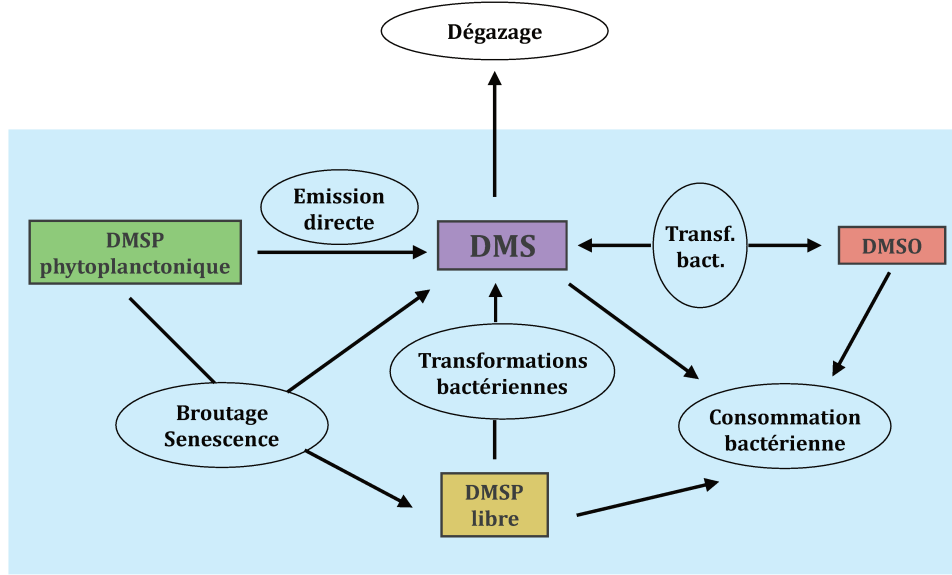 Dégazage
Emission
directe
DMSP
phytoplanctonique
DMS
Transf.
bact.
DMSO
Transformations
bactériennes
Broutage
Senescence
Consommation
bactérienne
DMSP
libre